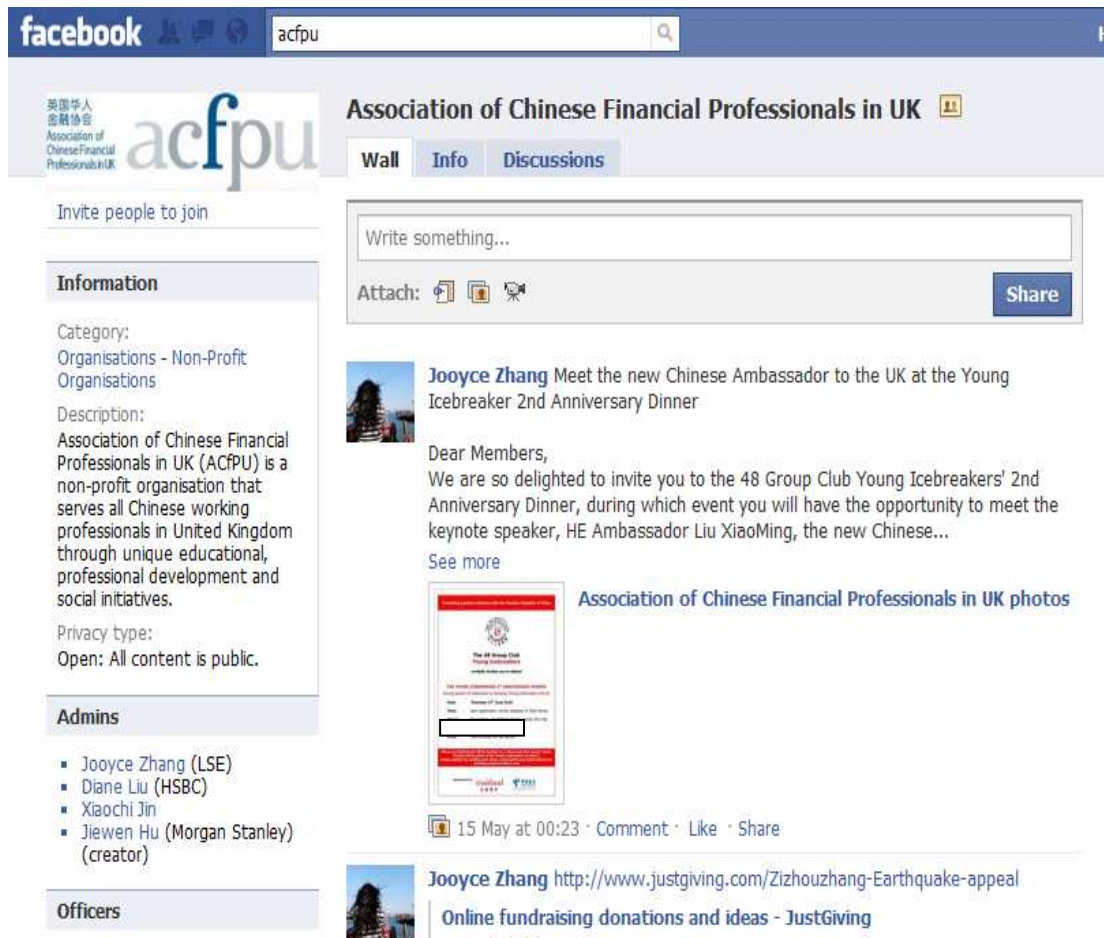 facebook
acfpu
H
英国华人
金融协会
Association of
Chinese Financial
Professionals in UK
acfpu
Invite people to join
Information
Category:
Organisations - Non-Profit
Organisations
Description:
Association of Chinese Financial
Professionals in UK (ACfPU) is a
non-profit organisation that
serves all Chinese working
professionals in United Kingdom
through unique educational,
professional development and
social initiatives.
Privacy type:
Open: All content is public.
Admins
Jooyce Zhang (LSE)
Diane Liu (HSBC)
Xiaochi Jin
Jiewen Hu (Morgan Stanley)
(creator)
Officers
Association of Chinese Financial Professionals in UK
Wall Info Discussions
Write something...
Attach:
Share
Jooyce Zhang Meet the new Chinese Ambassador to the UK at the Young
Icebreaker 2nd Anniversary Dinner
Dear Members,
We are so delighted to invite you to the 48 Group Club Young Icebreakers' 2nd
Anniversary Dinner, during which event you will have the opportunity to meet the
keynote speaker, HE Ambassador Liu XiaoMing, the new Chinese...
See more
The 48 Group Club
Young Icebreakers
Association of Chinese Financial Professionals in UK photos
15 May at 00:23 · Comment · Like · Share
Jooyce Zhang http://www.justgiving.com/Zizhouzhang-Earthquake-appeal
Online fundraising donations and ideas - JustGiving